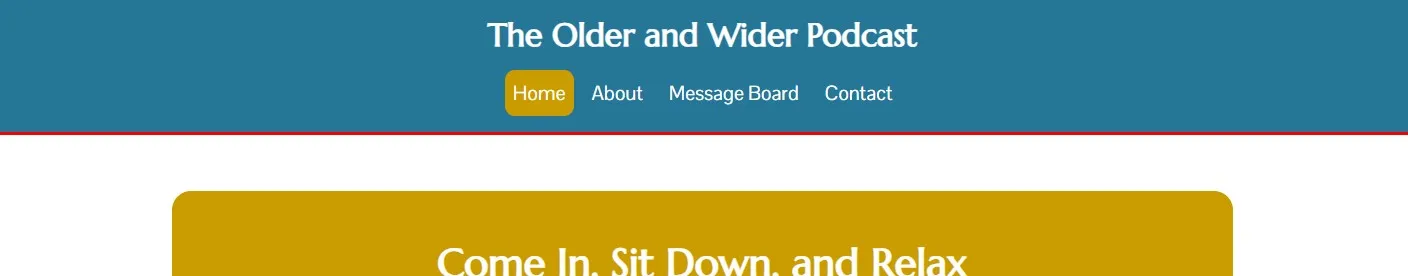 The Older and Wider Podcast
Home About Message Board Contact
Come In, Sit Down, and Relax